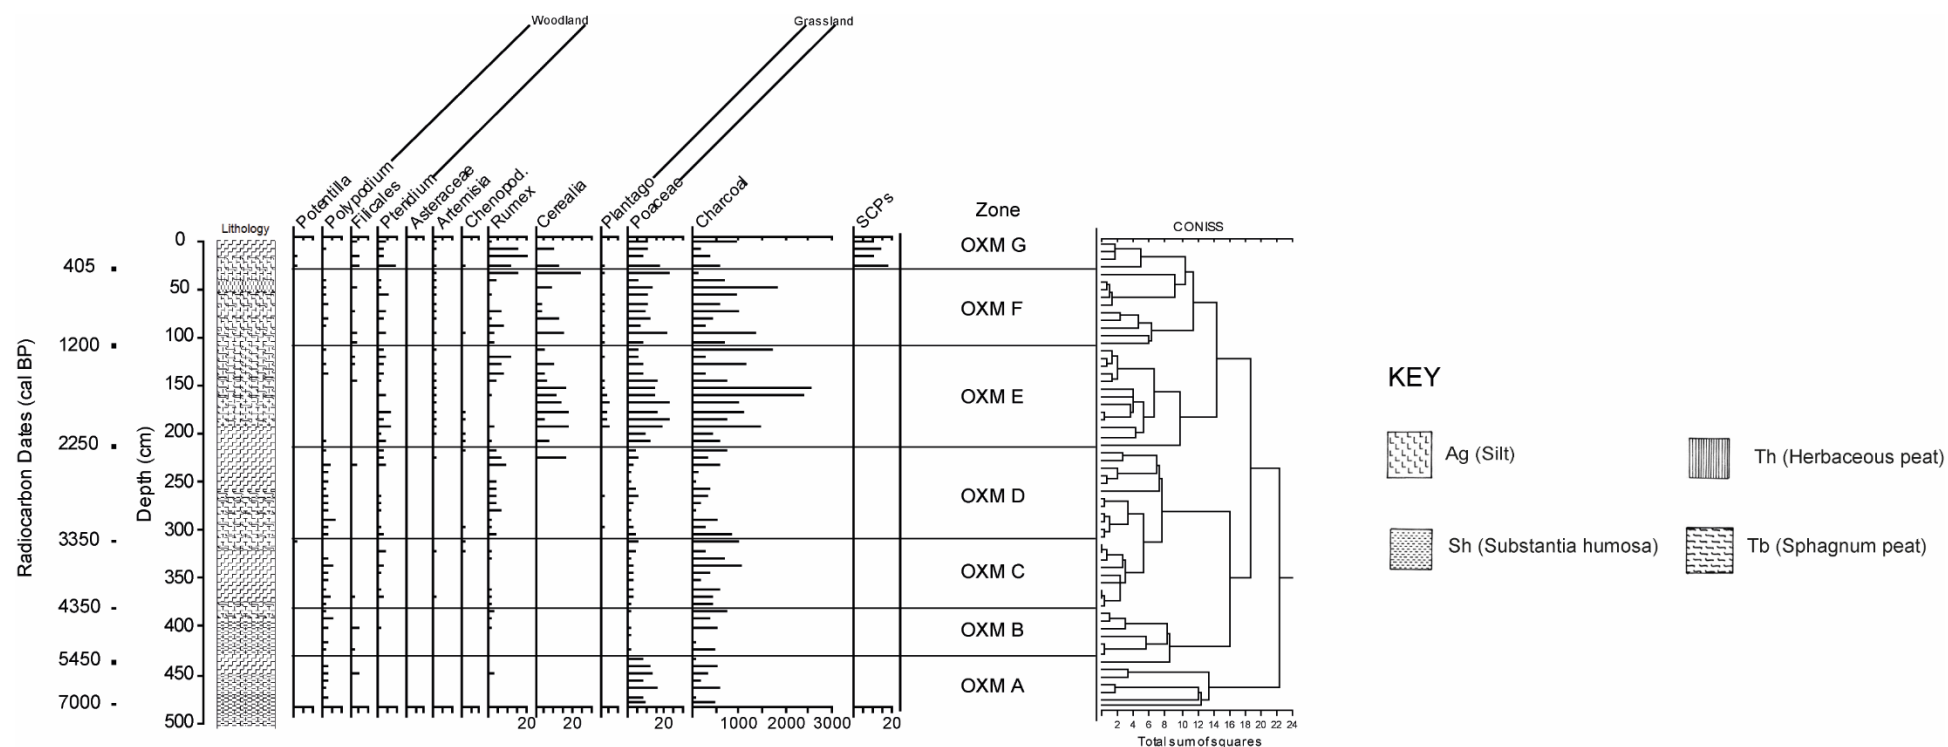 Woodland
Grassland
Potentilla
Polypodium
Filicales
Pteridium
Asteraceae
Artemisia
Chenopod.
Rumex
Cerealia
Plantago
Poaceae
Charcoal
SCPs
Zone
Lithology
CONISS
Radiocarbon Dates (cal BP)
405
1200
2250
3350
4350
5450
7000
Depth (cm)
0
50
100
150
200
250
300
350
400
450
500
OXM G
OXM F
OXM E
OXM D
OXM C
OXM B
OXM A
20
20
20
1000 2000 3000
20
2 4 6 8 10 12 14 16 18 20 22 24
Total sum of squares
KEY
Ag (Silt)
Th (Herbaceous peat)
Sh (Substantia humosa)
Tb (Sphagnum peat)